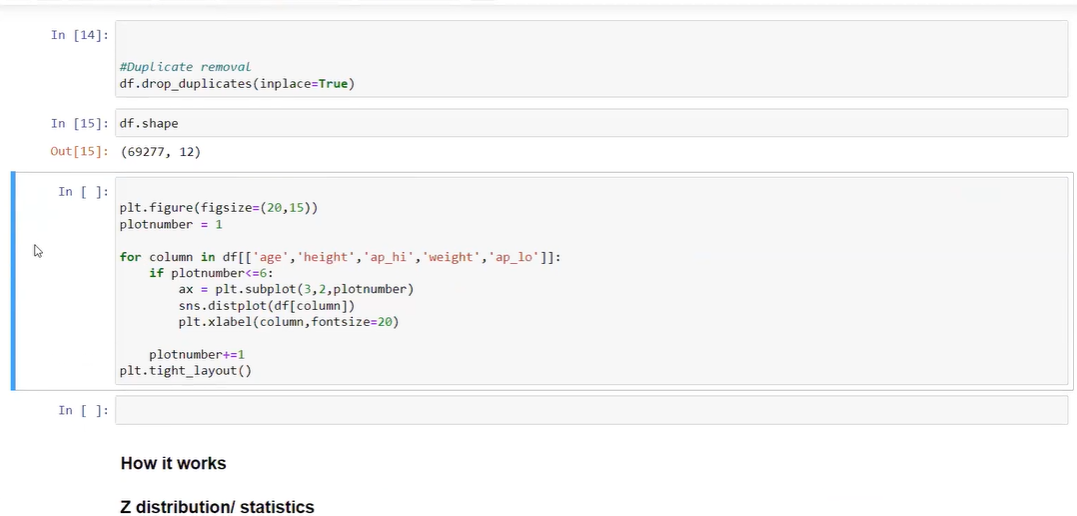 In [14]:
#Duplicate removal
df.drop_duplicates(inplace=True)
In [15]: df.shape
Out[15]: (69277, 12)
In [ ]:
plt.figure(figsize=(20,15))
plotnumber = 1
for column in df[['age','height','ap_hi','weight','ap_lo']]:
    if plotnumber<=6:
        ax = plt.subplot(3,2,plotnumber)
        sns.distplot(df[column])
        plt.xlabel(column,fontsize=20)
    plotnumber+=1
plt.tight_layout()
In [ ]:
How it works
Z distribution/ statistics